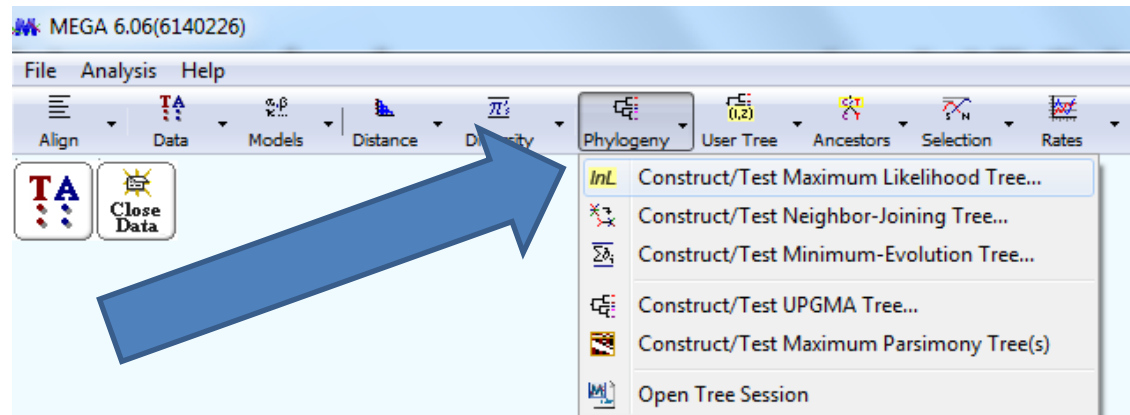 MEGA 6.06(6140226)
File Analysis Help
Align Data Models Distance Diversity Phylogeny User Tree Ancestors Selection Rates
TA
Close
Data
lnL Construct/Test Maximum Likelihood Tree...
Construct/Test Neighbor-Joining Tree...
Construct/Test Minimum-Evolution Tree...
Construct/Test UPGMA Tree...
Construct/Test Maximum Parsimony Tree(s)
Open Tree Session